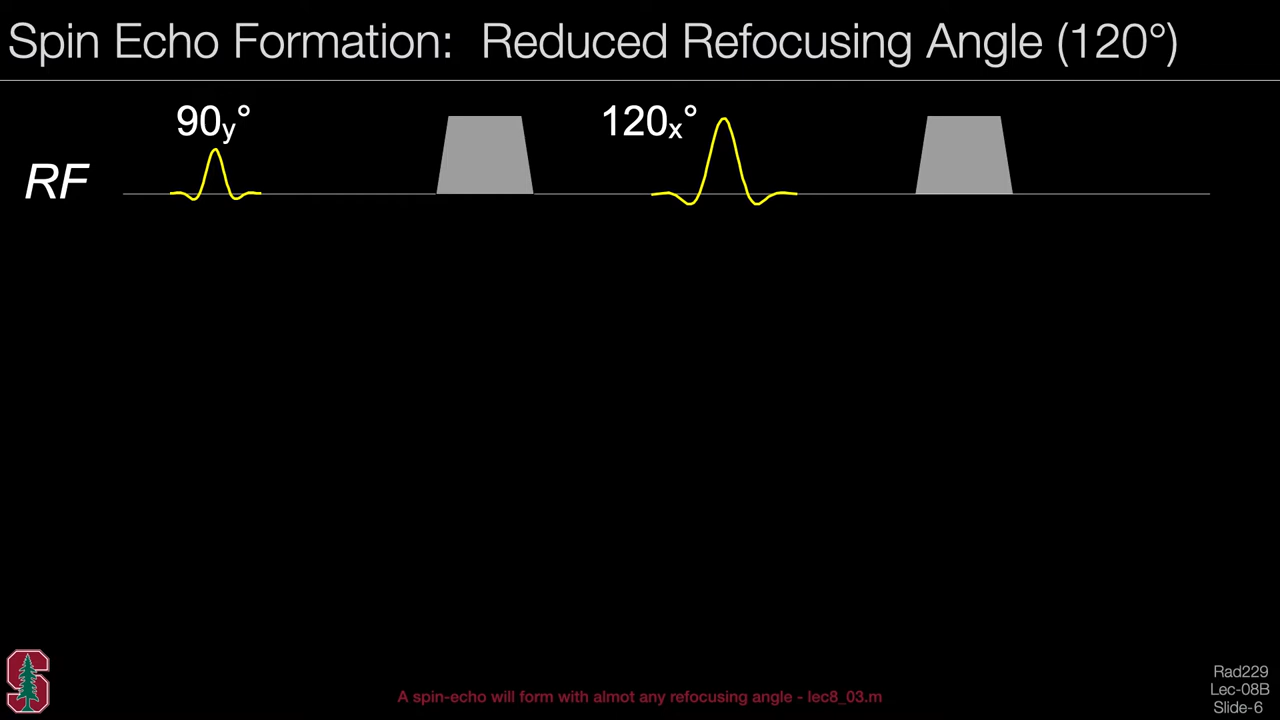 Spin Echo Formation: Reduced Refocusing Angle (120°)
90y°
120x°
RF
A spin-echo will form with almot any refocusing angle - lec8_03.m
Rad229
Lec-08B
Slide-6
S